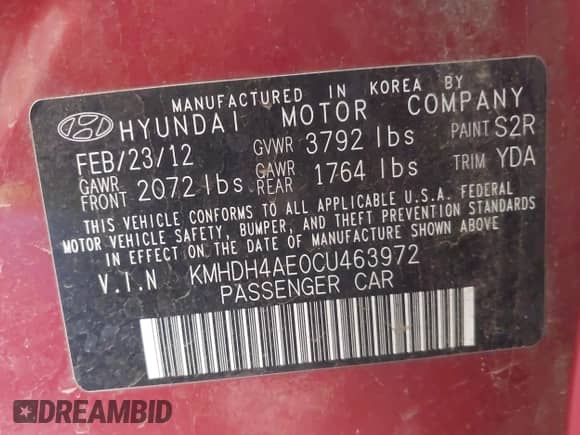 MANUFACTURED IN KOREA BY
HYUNDAI MOTOR COMPANY
FEB/23/12 GVWR 3792 lbs PAINT S2R
GAWR FRONT 2072 lbs GAWR REAR 1764 lbs TRIM YDA
THIS VEHICLE CONFORMS TO ALL APPLICABLE U.S.A. FEDERAL
MOTOR VEHICLE SAFETY, BUMPER, AND THEFT PREVENTION STANDARDS
IN EFFECT ON THE DATE OF MANUFACTURE SHOWN ABOVE.
V.I.N KMHDH4AE0CU463972
PASSENGER CAR
DREAMBID